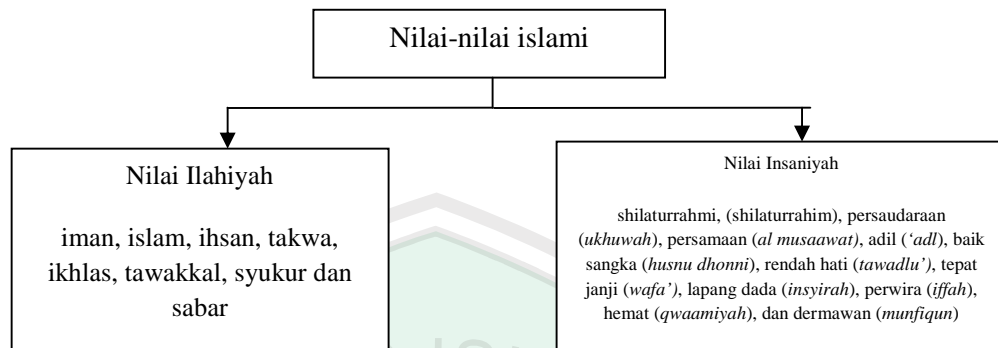 Nilai-nilai islami
Nilai Ilahiyah
iman, islam, ihsan, takwa,
ikhlas, tawakkal, syukur dan
sabar
Nilai Insaniyah
shilaturrahmi, (shilaturrahim), persaudaraan
(ukhuwah), persamaan (al musaawat), adil (‘adl), baik
sangka (husnu dhonni), rendah hati (tawadlu’), tepat
janji (wafa’), lapang dada (insyirah), perwira (iffah),
hemat (qwaamiyah), dan dermawan (munfiqun)